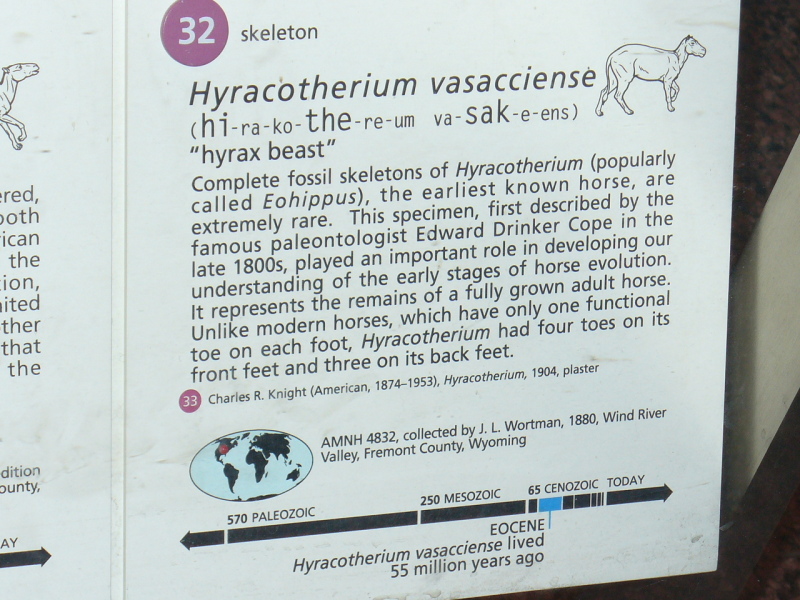 32 skeleton
Hyracotherium vasacciense
(hi-ra-ko-the-re-um va-sak-e-ens)
"hyrax beast"
Complete fossil skeletons of Hyracotherium (popularly
called Eohippus), the earliest known horse, are
extremely rare. This specimen, first described by the
famous paleontologist Edward Drinker Cope in the
late 1800s, played an important role in developing our
understanding of the early stages of horse evolution.
It represents the remains of a fully grown adult horse.
Unlike modern horses, which have only one functional
toe on each foot, Hyracotherium had four toes on its
front feet and three on its back feet.
33 Charles R. Knight (American, 1874–1953), Hyracotherium, 1904, plaster
AMNH 4832, collected by J. L. Wortman, 1880, Wind River
Valley, Fremont County, Wyoming
570 PALEOZOIC 250 MESOZOIC 65 CENOZOIC TODAY
EOCENE
Hyracotherium vasacciense lived
55 million years ago
ered,
ooth
rican
the
ion,
nited
other
that
the
edition
ounty,
AY